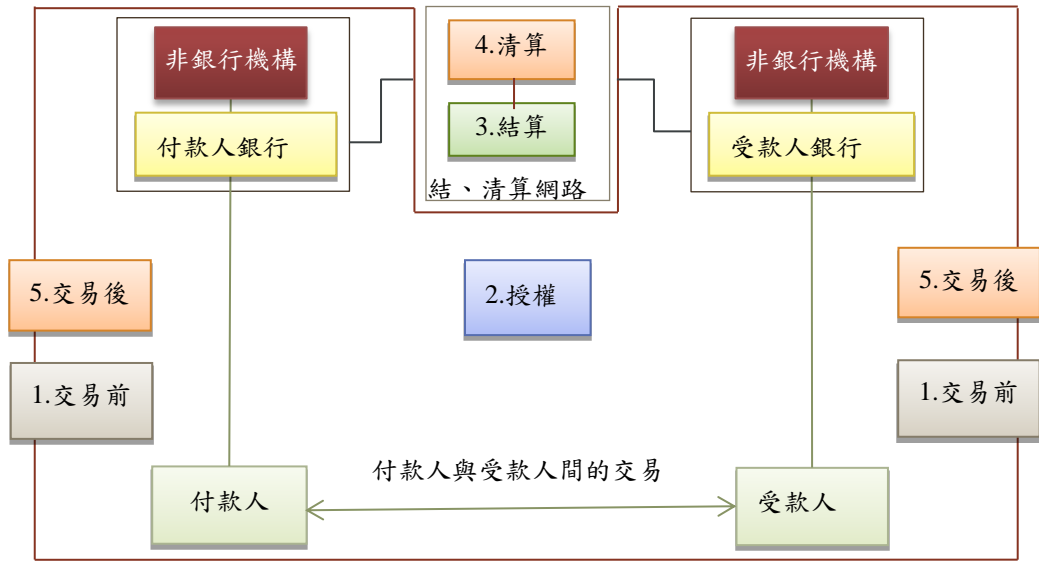 非銀行機構
4.清算
非銀行機構
付款人銀行
3.結算
受款人銀行
結、清算網路
5.交易後
2.授權
5.交易後
1.交易前
1.交易前
付款人與受款人間的交易
付款人
受款人